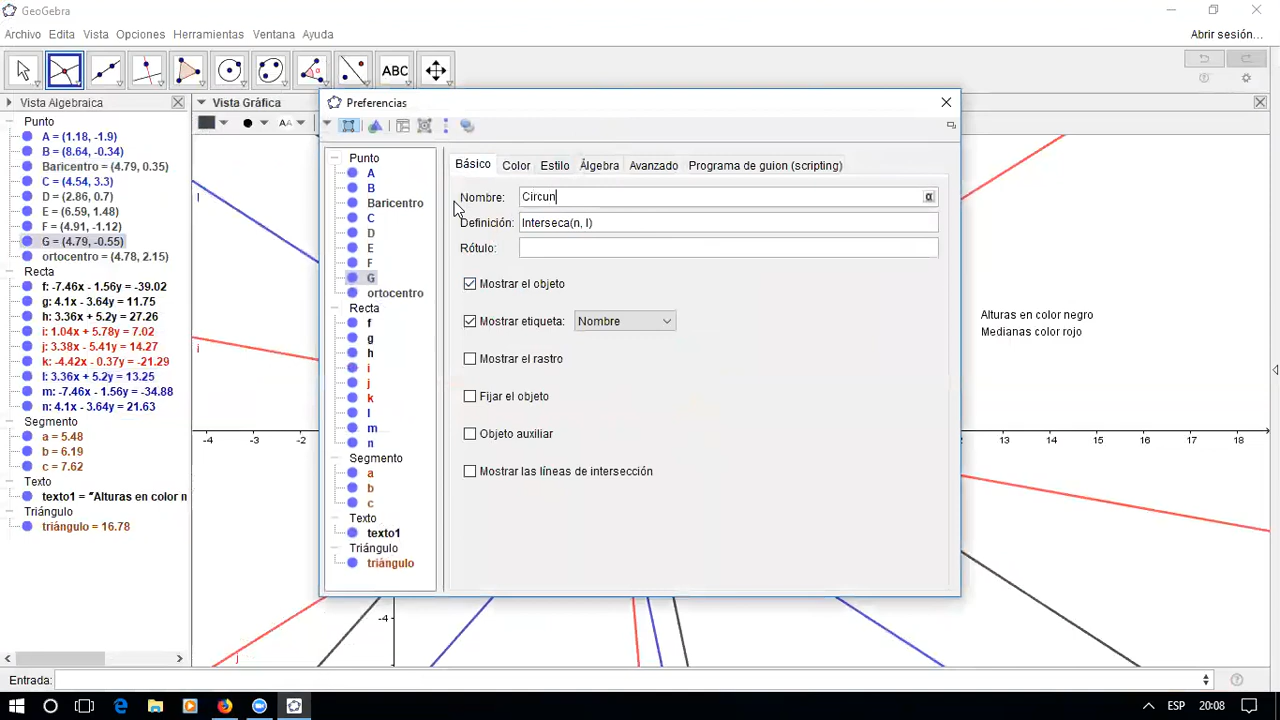 GeoGebra
Archivo Edita Vista Opciones Herramientas Ventana Ayuda
Abrir sesión...
ABC
Vista Algebraica
Vista Gráfica
AA
Punto
A = (1.18, -1.9)
B = (8.64, -0.34)
Baricentro = (4.79, 0.35)
C = (4.54, 3.3)
D = (2.86, 0.7)
E = (6.59, 1.48)
F = (4.91, -1.12)
G = (4.79, -0.55)
ortocentro = (4.78, 2.15)
Recta
f: -7.46x - 1.56y = -39.02
g: 4.1x - 3.64y = 11.75
h: 3.36x + 5.2y = 27.26
i: 1.04x + 5.78y = 7.02
j: 3.38x - 5.41y = 14.27
k: -4.42x - 0.37y = -21.29
l: 3.36x + 5.2y = 13.25
m: -7.46x - 1.56y = -34.88
n: 4.1x - 3.64y = 21.63
Segmento
a = 5.48
b = 6.19
c = 7.62
Texto
texto1 = "Alturas en color n
Triángulo
triángulo = 16.78
Preferencias
Punto
A
B
Baricentro
C
D
E
F
G
ortocentro
Recta
f
g
h
i
j
k
l
m
n
Segmento
a
b
c
Texto
texto1
Triángulo
triángulo
Básico Color Estilo Álgebra Avanzado Programa de guion (scripting)
Nombre: Circun α
Definición: Interseca(n, l)
Rótulo:
Mostrar el objeto
Mostrar etiqueta: Nombre
Mostrar el rastro
Fijar el objeto
Objeto auxiliar
Mostrar las líneas de intersección
l
i
j
Alturas en color negro
Medianas color rojo
-4 -3 -2 12 13 14 15 16 17 18
-4
Entrada:
ESP 20:08